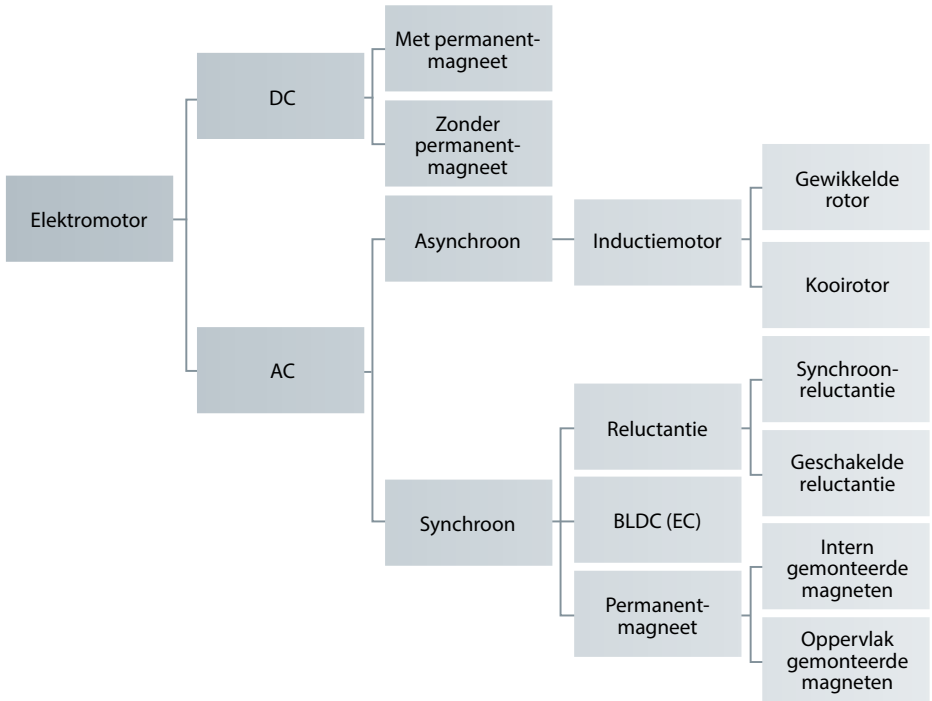 Elektromotor
DC
Met permanent-
magneet
Zonder
permanent-
magneet
AC
Asynchroon
Inductiemotor
Gewikkelde
rotor
Kooirotor
Synchroon
Reluctantie
Synchroon-
reluctantie
Geschakelde
reluctantie
BLDC (EC)
Permanent-
magneet
Intern
gemonteerde
magneten
Oppervlak
gemonteerde
magneten